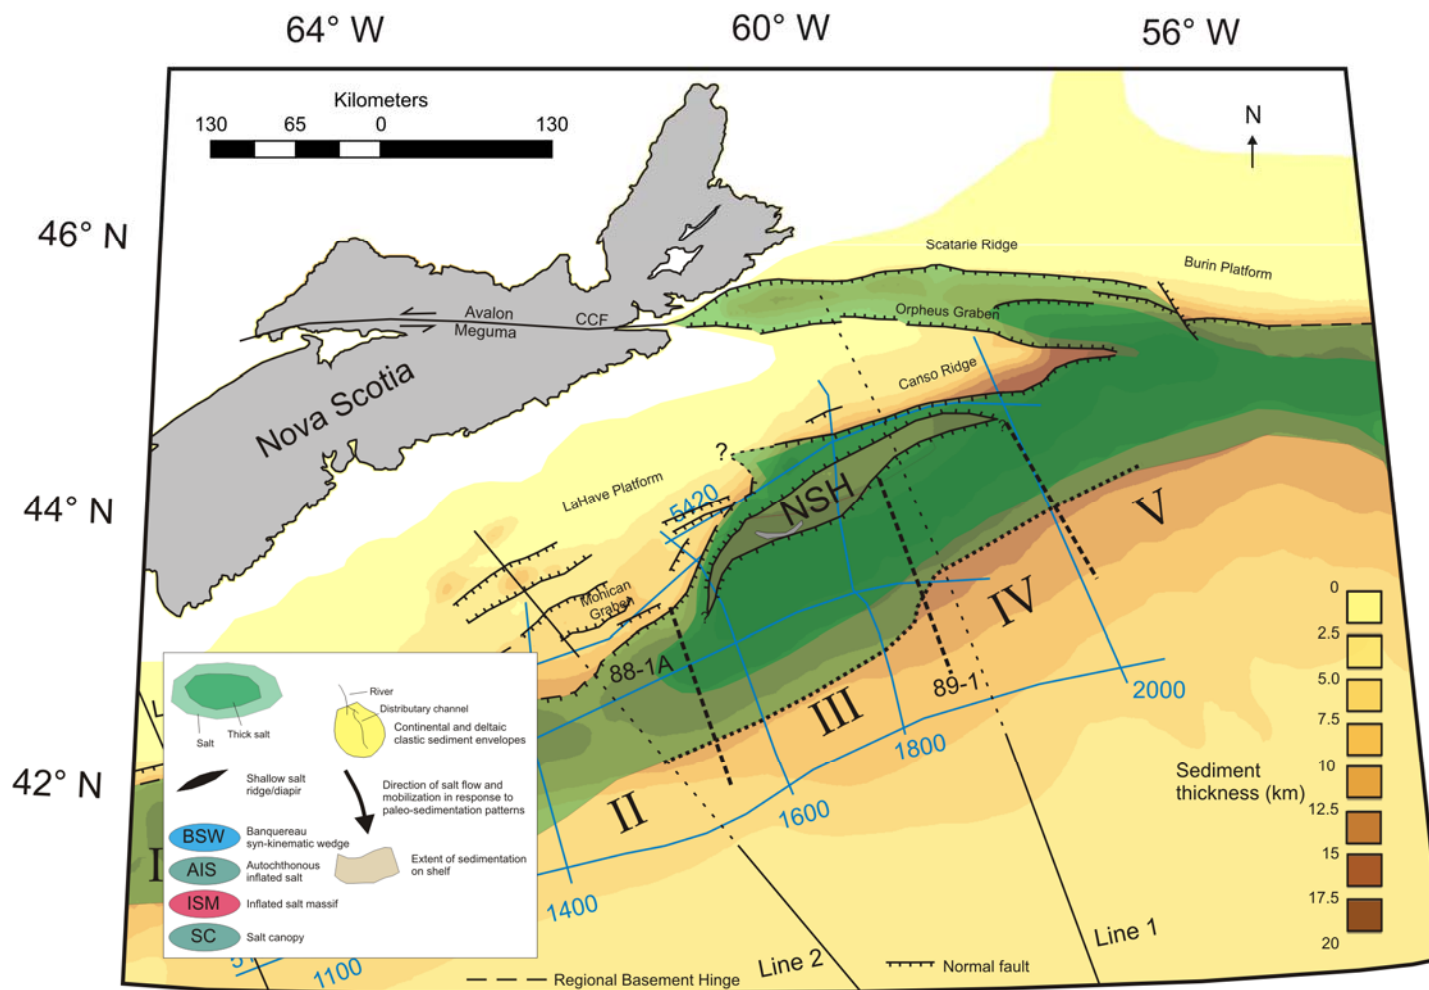 64° W
60° W
56° W
Kilometers
130 65 0 130
N
46° N
Scatarie Ridge
Burin Platform
Avalon
CCF
Meguma
Orpheus Graben
Nova Scotia
Canso Ridge
?
?
44° N
LaHave Platform
5420
NSH
V
Mohican
Graben
IV
88-1A
89-1
III
2000
1800
42° N
II
1600
I
1400
1100
Line 2
Line 1
River
Distributary channel
Continental and deltaic
clastic sediment envelopes
Salt
Thick salt
Shallow salt
ridge/diapir
Direction of salt flow and
mobilization in response to
paleo-sedimentation patterns
BSW
Banquereau
syn-kinematic wedge
AIS
Autochthonous
inflated salt
Extent of sedimentation
on shelf
ISM
Inflated salt massif
SC
Salt canopy
Regional Basement Hinge
Normal fault
Sediment
thickness (km)
0
2.5
5.0
7.5
10
12.5
15
17.5
20